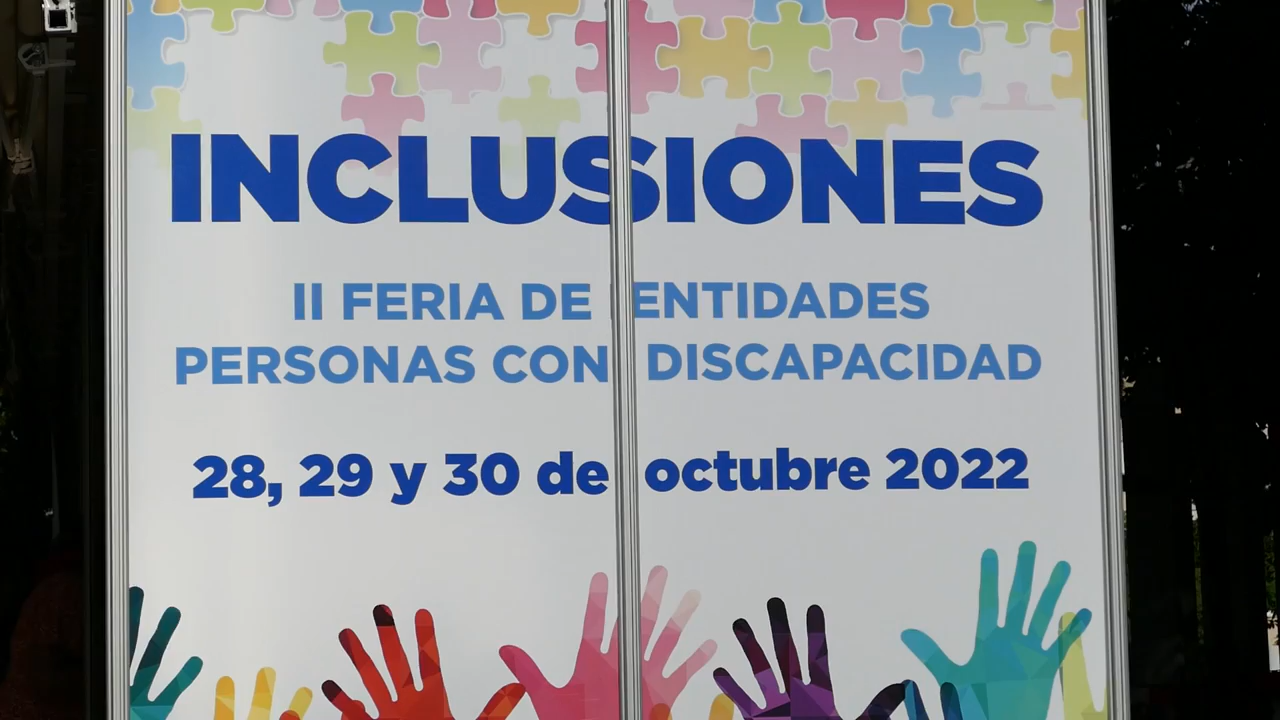 INCLUSIONES
II FERIA DE ENTIDADES
PERSONAS CON DISCAPACIDAD
28, 29 y 30 de octubre 2022